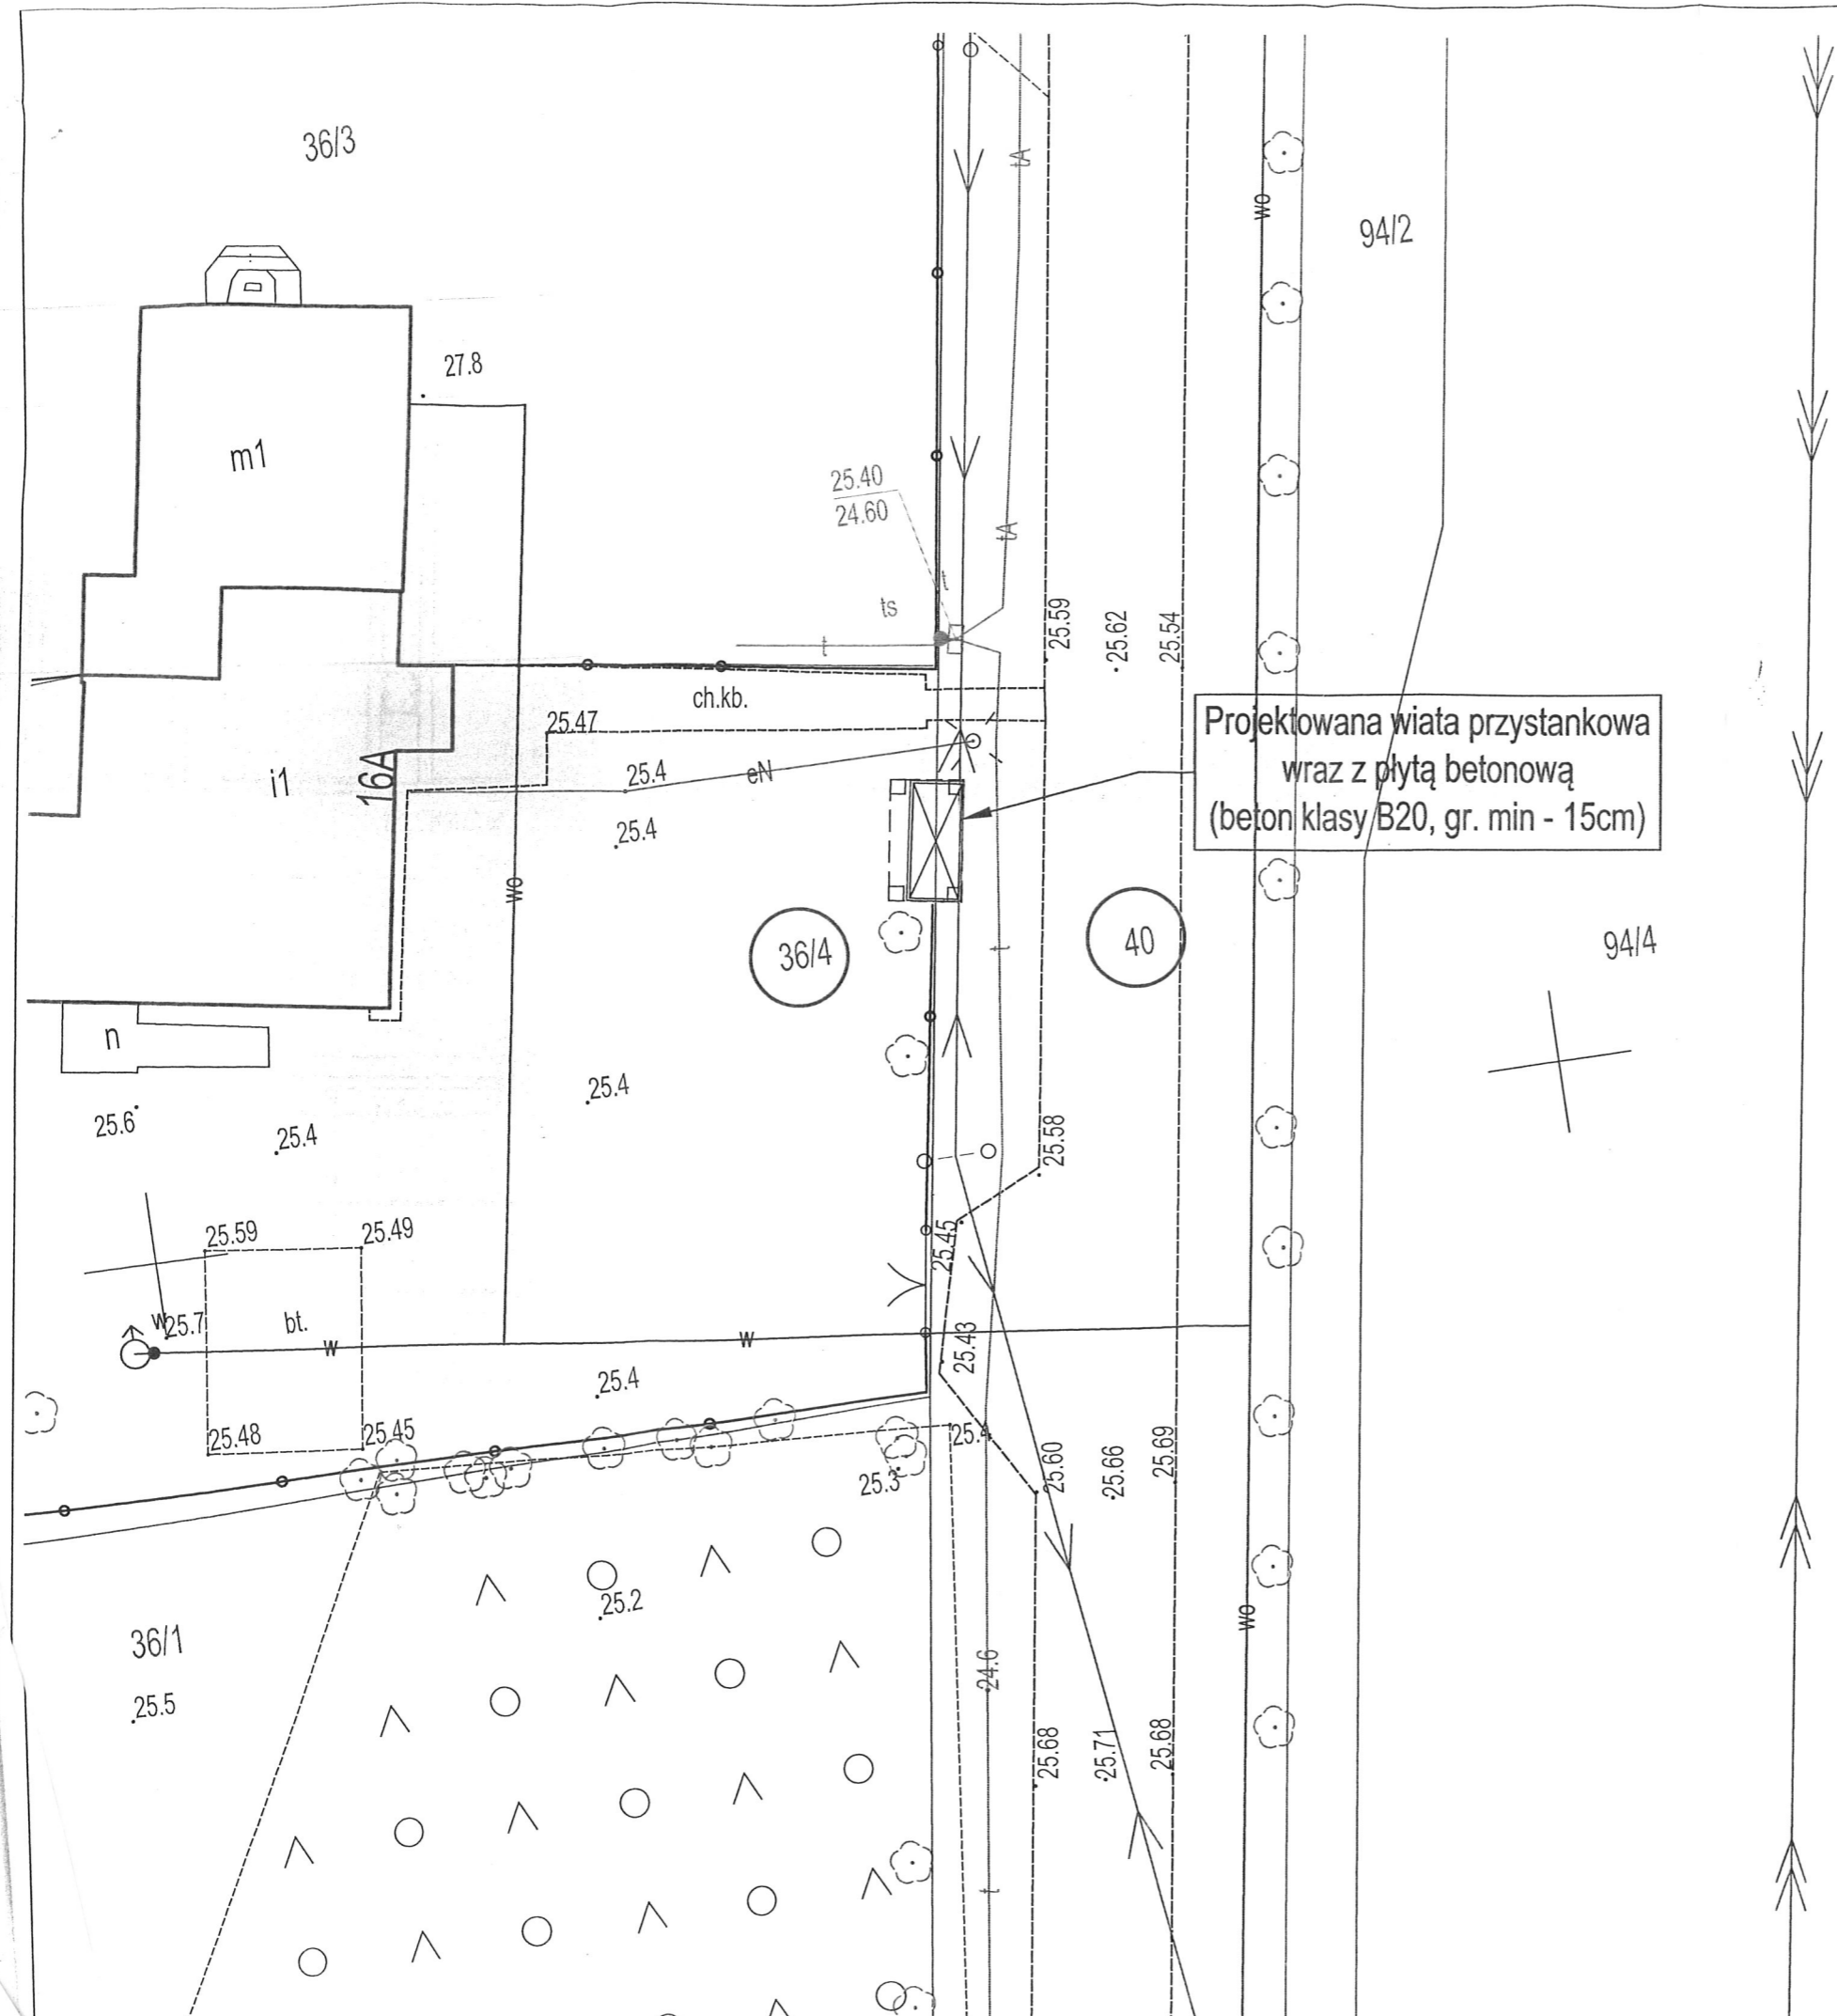 36/3
94/2
wo
tA
27.8
m1
25.40
24.60
tA
t
ts
t
25.59
25.62
25.54
ch.kb.
25.47
Projektowana wiata przystankowa
wraz z płytą betonową
(beton klasy B20, gr. min - 15cm)
25.4
eN
i1
16A
25.4
wo
36/4
40
94/4
t
n
25.4
25.6
25.4
25.58
25.59
25.49
25.45
w
25.7
bt.
w
w
25.43
25.4
25.48
25.45
25.4
25.3
25.60
25.66
25.69
25.2
36/1
wo
24.6
25.5
25.68
25.71
25.68
t